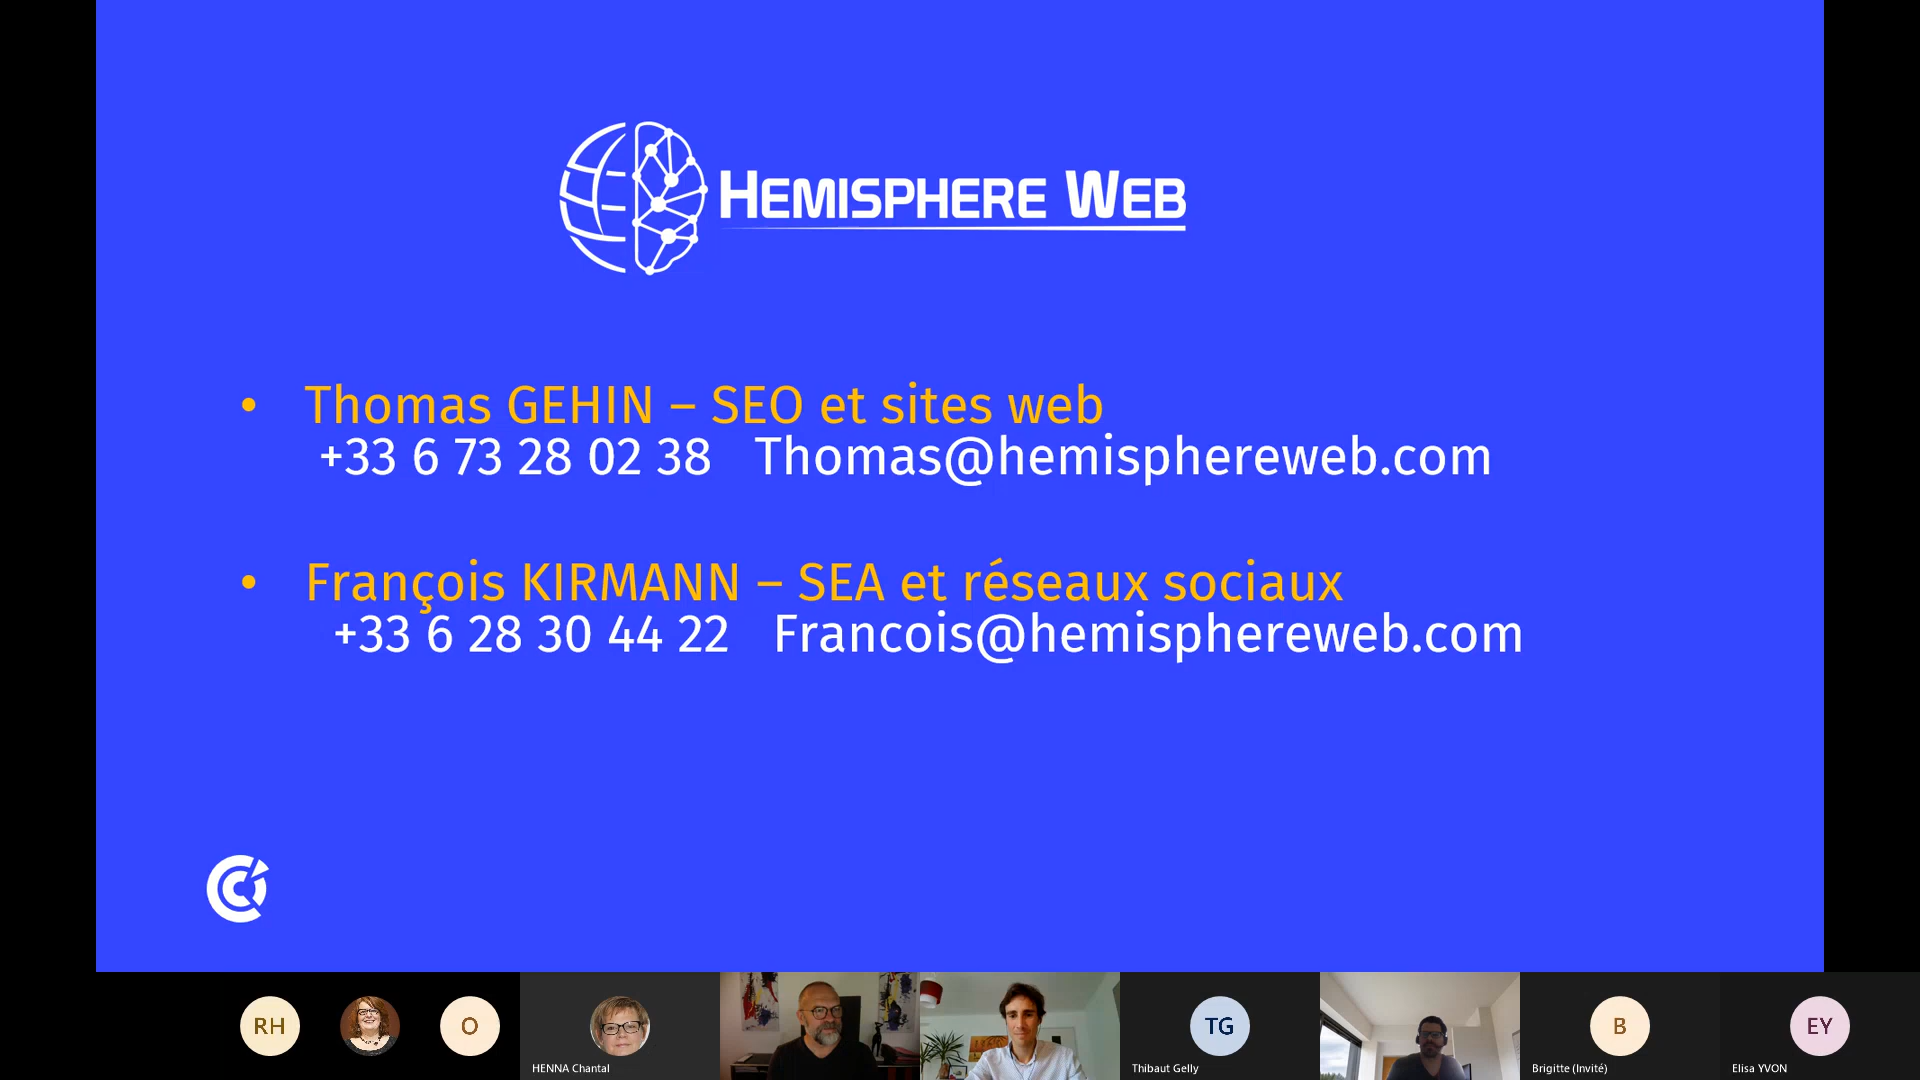 HEMISPHERE WEB
• Thomas GEHIN – SEO et sites web
+33 6 73 28 02 38 Thomas@hemisphereweb.com
• François KIRMANN – SEA et réseaux sociaux
+33 6 28 30 44 22 Francois@hemisphereweb.com
RH
O
TG
B
EY
HENNA Chantal
Thibaut Gelly
Brigitte (Invité)
Elisa YVON